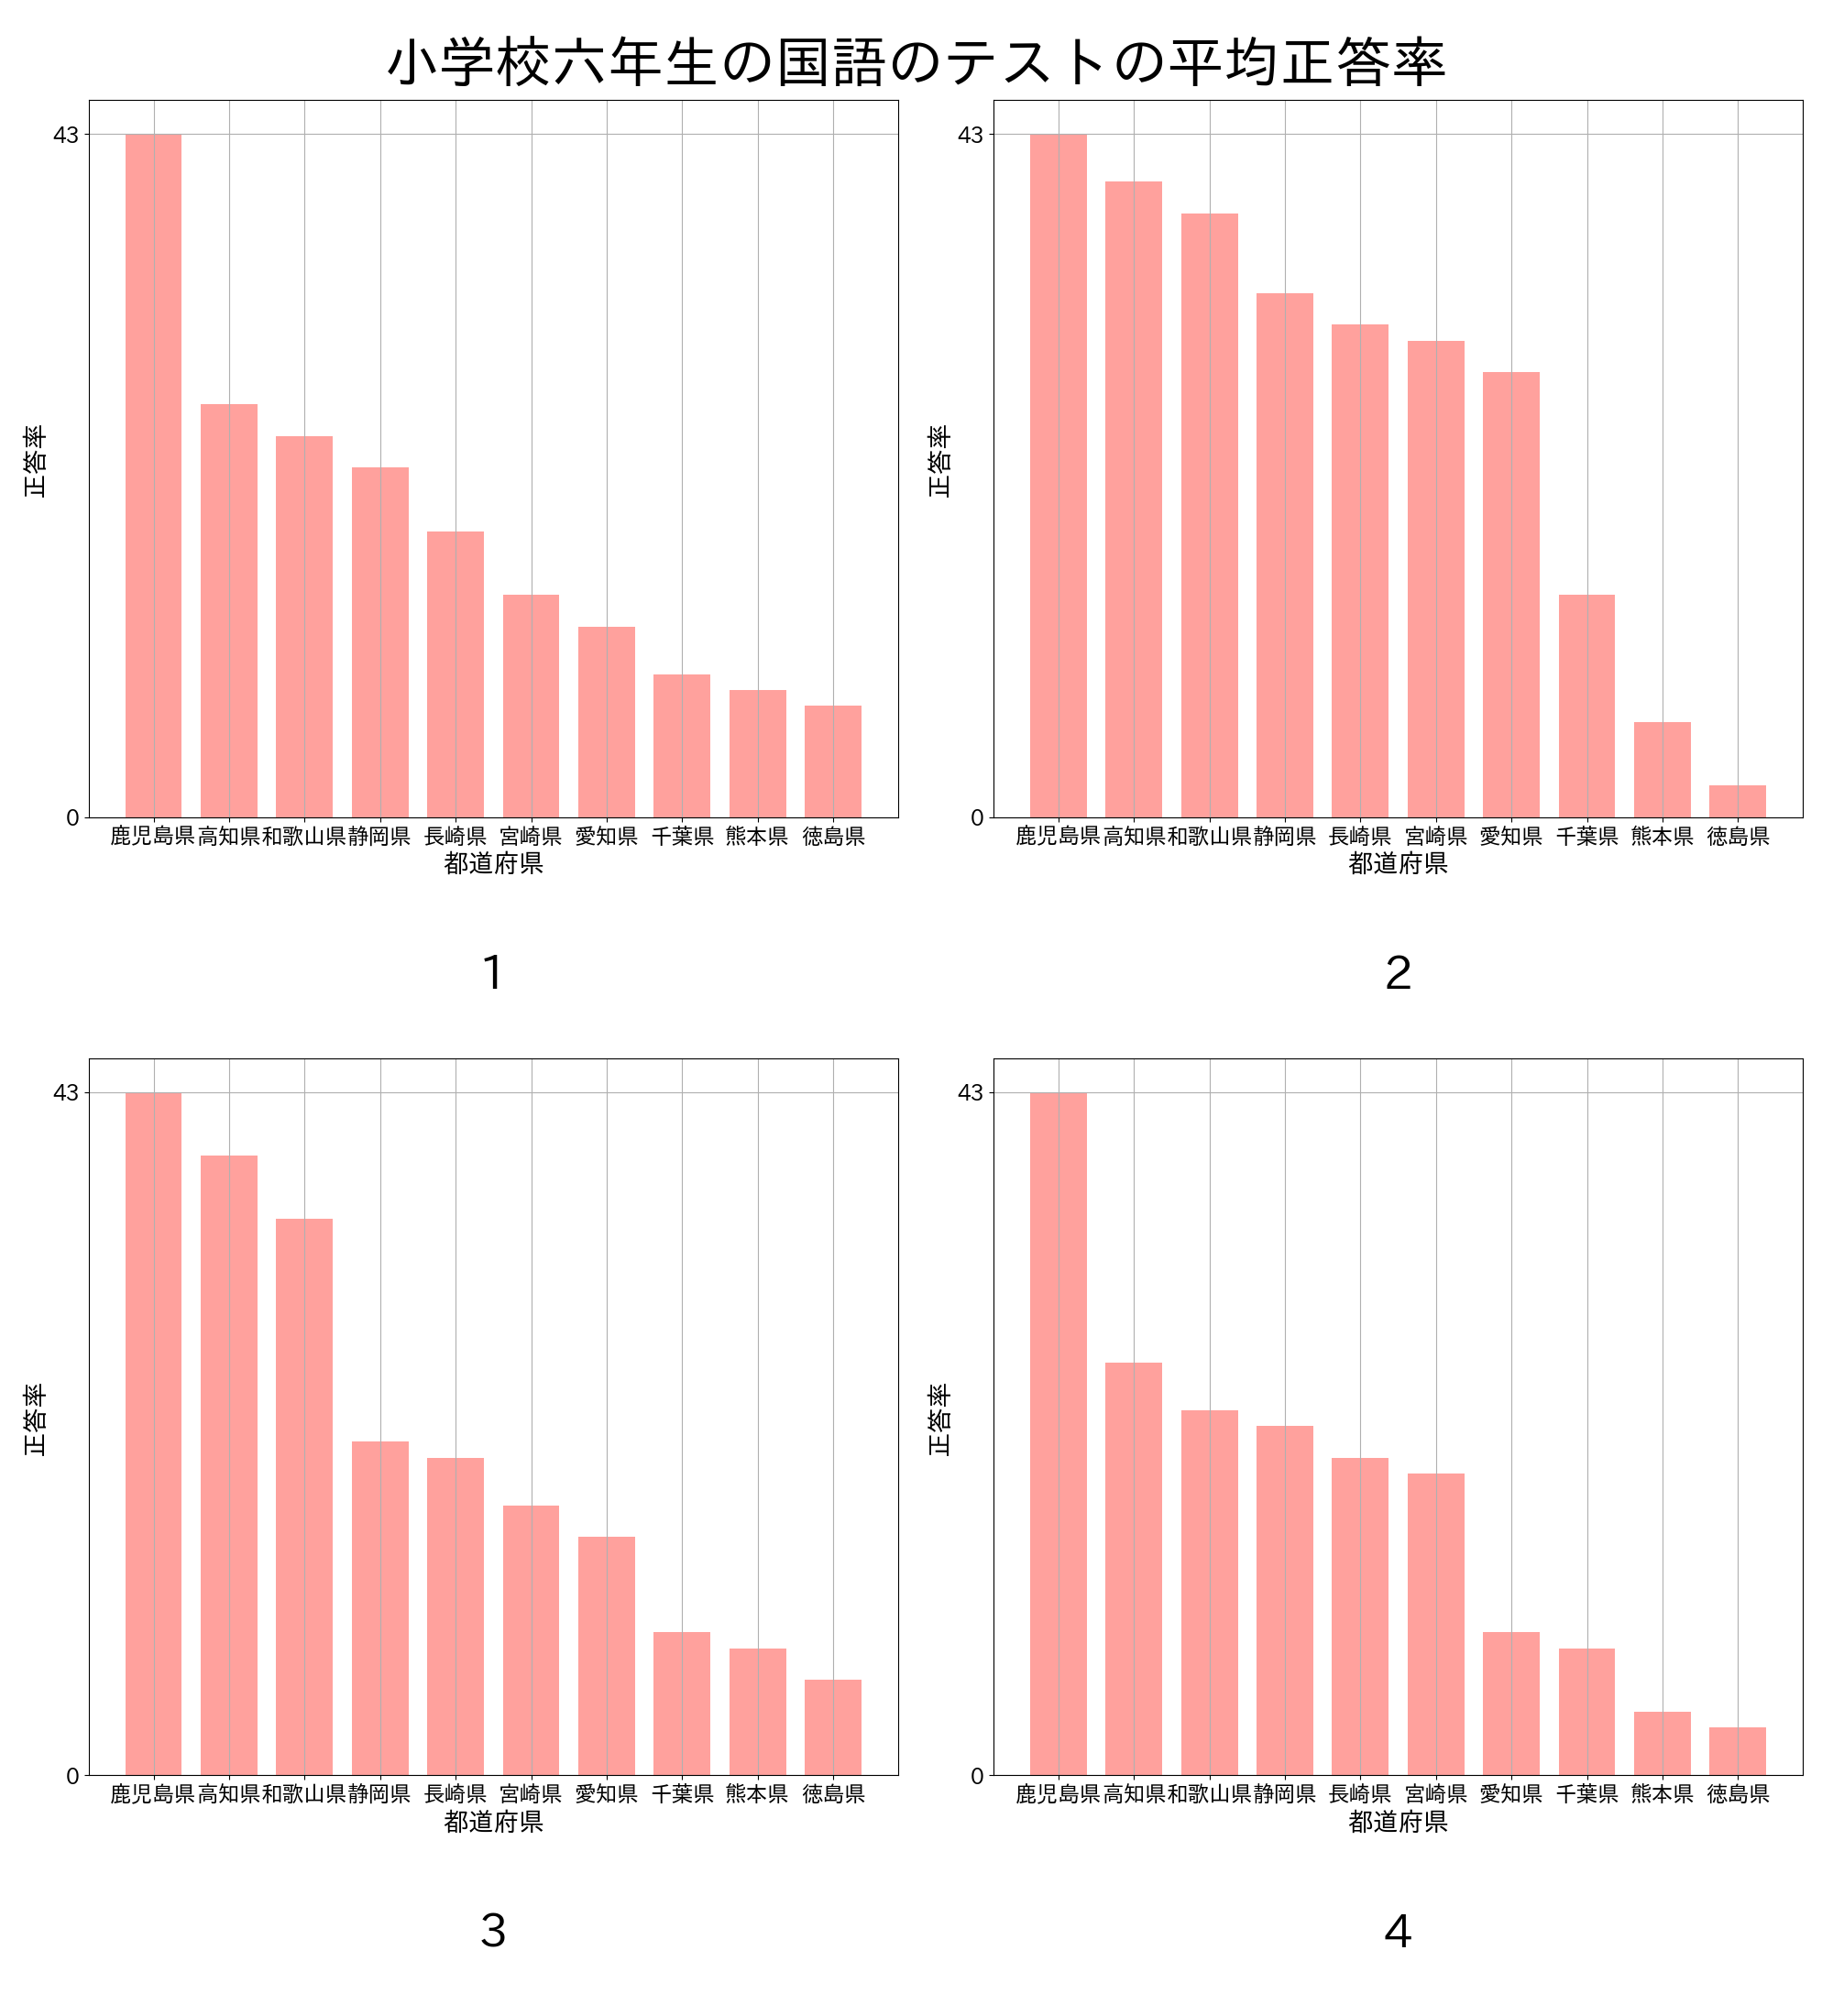 小学校六年生の国語のテストの平均正答率
43
0
正答率
鹿児島県 高知県 和歌山県 静岡県 長崎県 宮崎県 愛知県 千葉県 熊本県 徳島県
都道府県
1
43
0
正答率
鹿児島県 高知県 和歌山県 静岡県 長崎県 宮崎県 愛知県 千葉県 熊本県 徳島県
都道府県
2
43
0
正答率
鹿児島県 高知県 和歌山県 静岡県 長崎県 宮崎県 愛知県 千葉県 熊本県 徳島県
都道府県
3
43
0
正答率
鹿児島県 高知県 和歌山県 静岡県 長崎県 宮崎県 愛知県 千葉県 熊本県 徳島県
都道府県
4